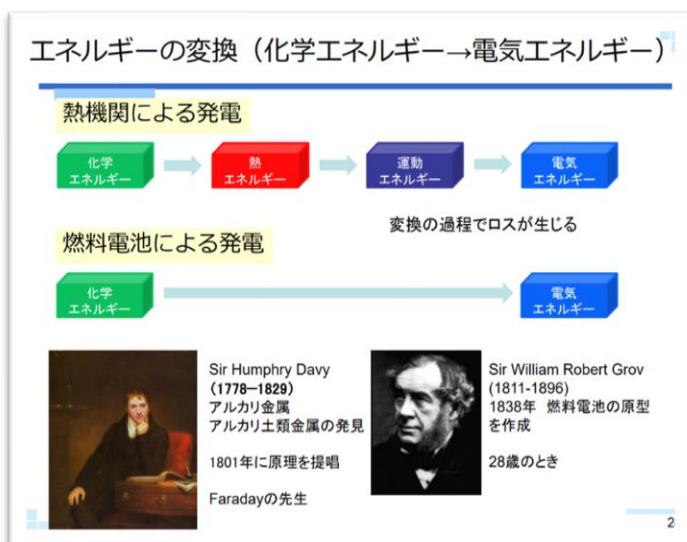 エネルギーの変換（化学エネルギー→電気エネルギー）
熱機関による発電
化学
エネルギー
熱
エネルギー
運動
エネルギー
電気
エネルギー
変換の過程でロスが生じる
燃料電池による発電
化学
エネルギー
電気
エネルギー
Sir Humphry Davy
（1778－1829）
アルカリ金属
アルカリ土類金属の発見
1801年に原理を提唱
Faradayの先生
Sir William Robert Grov
(1811-1896)
1838年　燃料電池の原型
を作成
28歳のとき
2